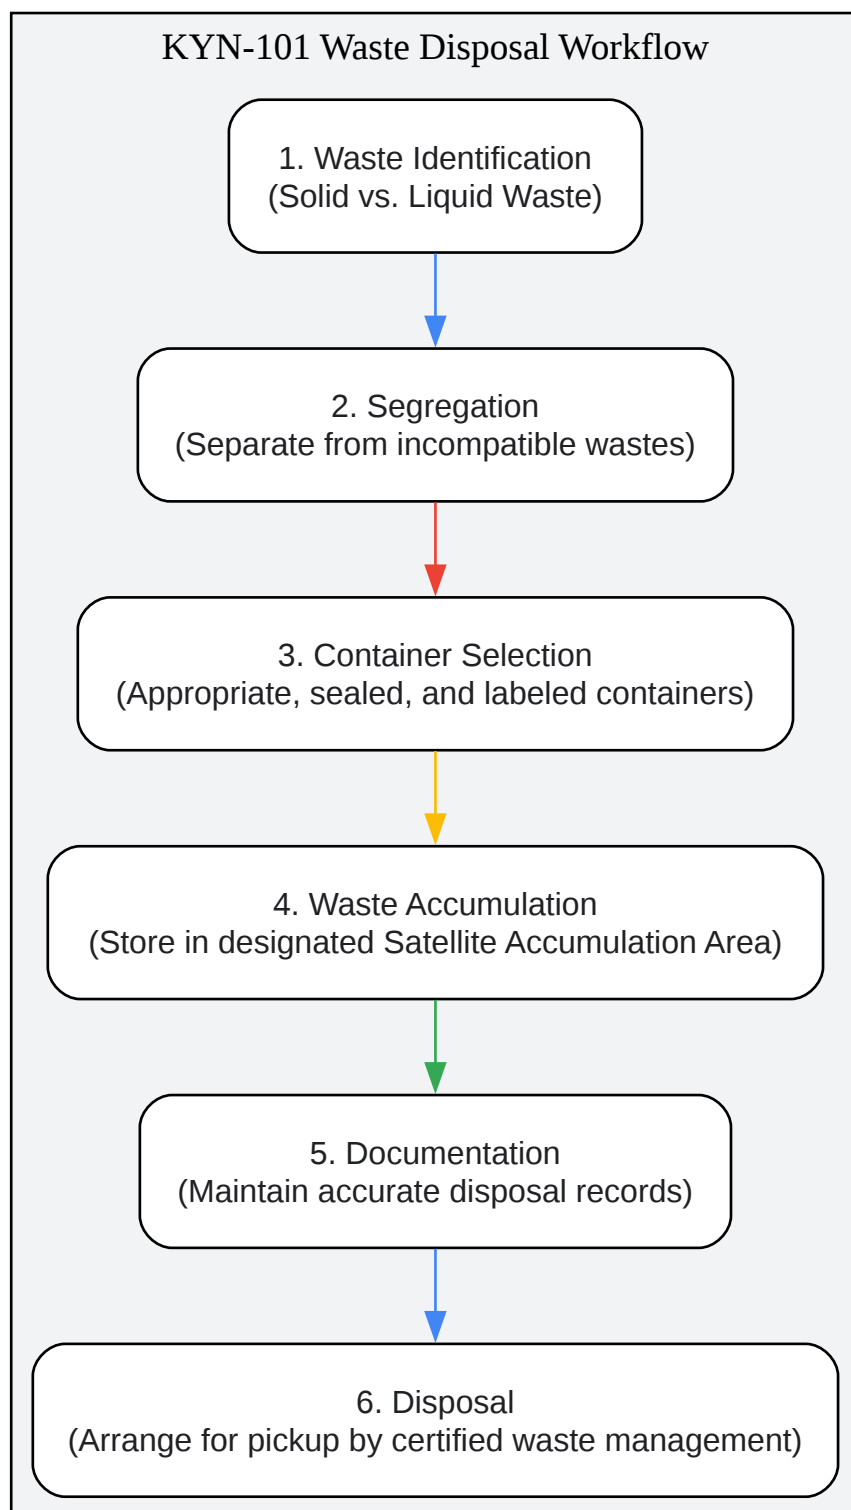 KYN-101 Waste Disposal Workflow
1. Waste Identification
(Solid vs. Liquid Waste)
2. Segregation
(Separate from incompatible wastes)
3. Container Selection
(Appropriate, sealed, and labeled containers)
4. Waste Accumulation
(Store in designated Satellite Accumulation Area)
5. Documentation
(Maintain accurate disposal records)
6. Disposal
(Arrange for pickup by certified waste management)